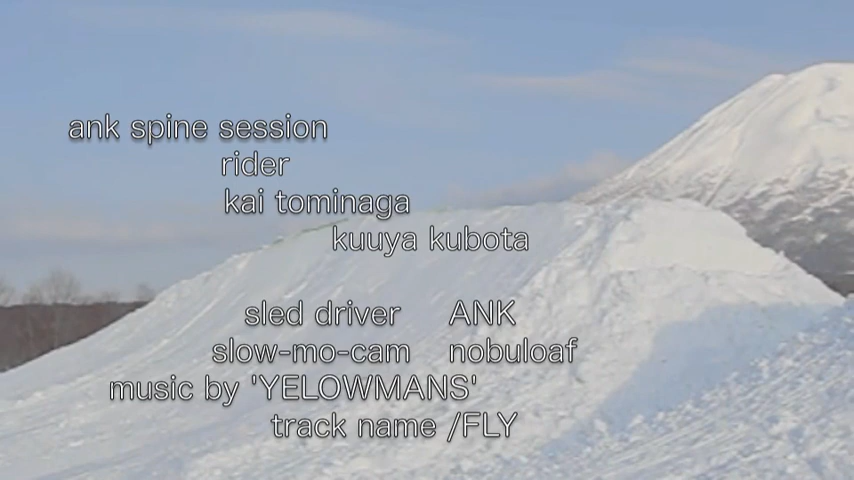 ank spine session
rider
kai tominaga
kuuya kubota
sled driver ANK
slow-mo-cam nobuloaf
music by 'YELOWMANS'
track name /FLY